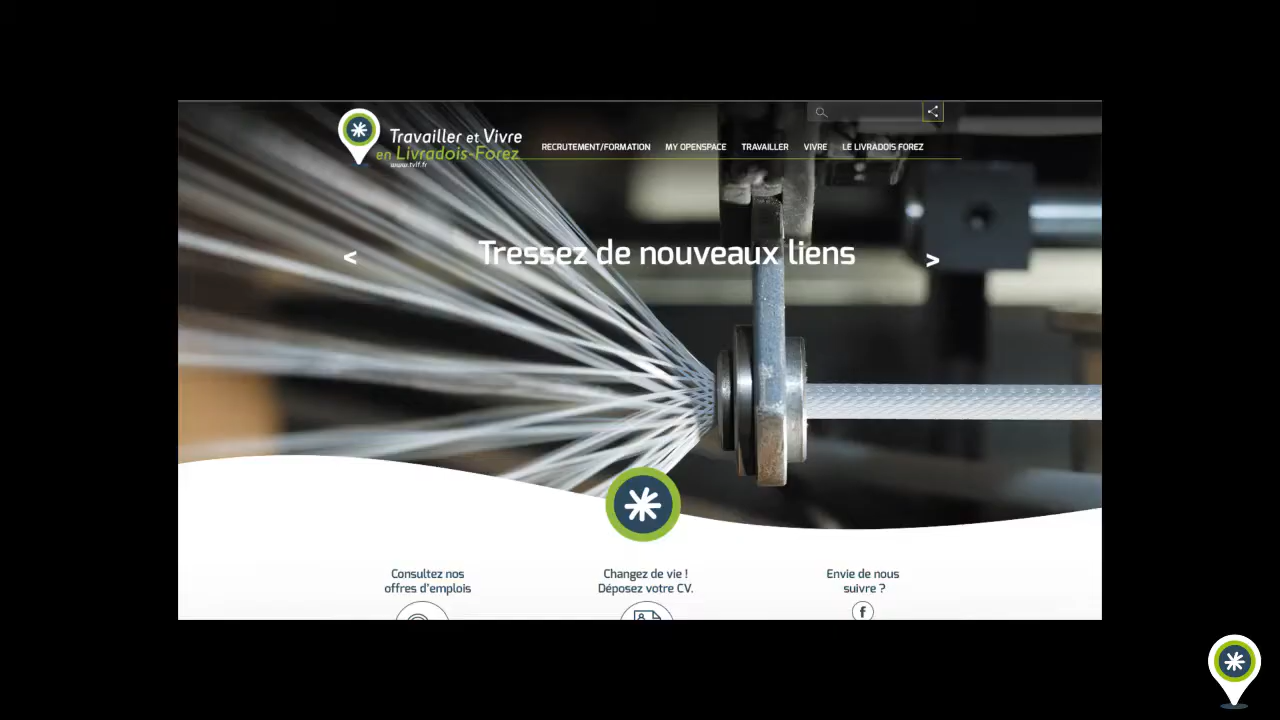 Travailler et Vivre
en Livradois-Forez
www.tvlf.fr
RECRUTEMENT/FORMATION MY OPENSPACE TRAVAILLER VIVRE LE LIVRADOIS FOREZ
< Tressez de nouveaux liens >
Consultez nos
offres d'emplois
Changez de vie !
Déposez votre CV.
Envie de nous
suivre ?
f